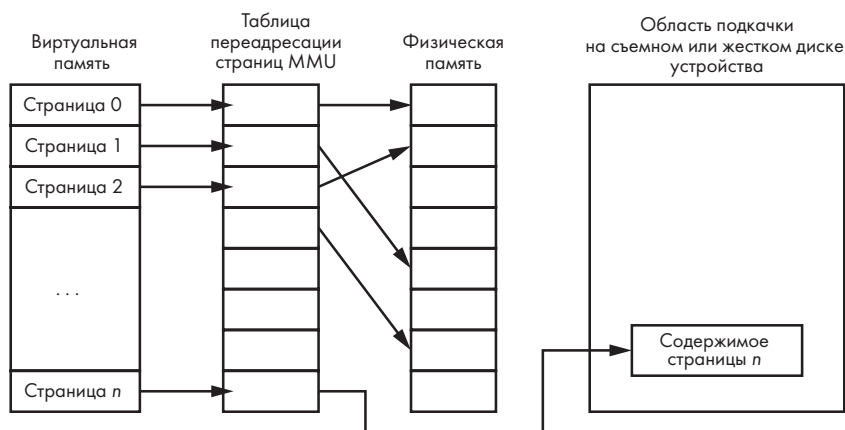 Виртуальная
память
Таблица
переадресации
страниц MMU
Физическая
память
Область подкачки
на съемном или жестком диске
устройства
Страница 0
Страница 1
Страница 2
. . .
Страница n
Содержимое
страницы n